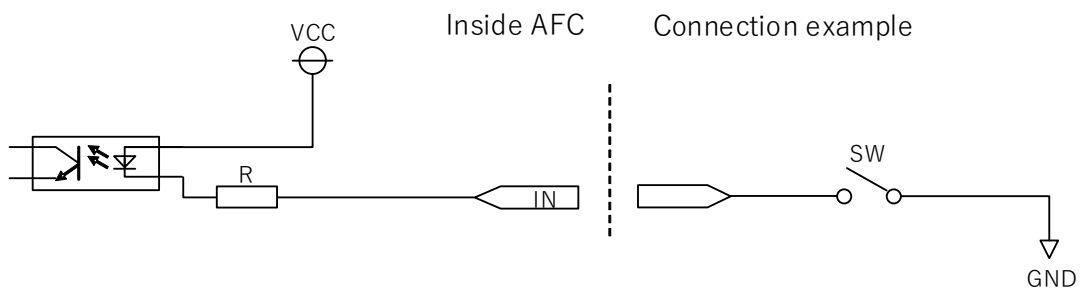 Inside AFC
Connection example
VCC
R
IN
SW
GND